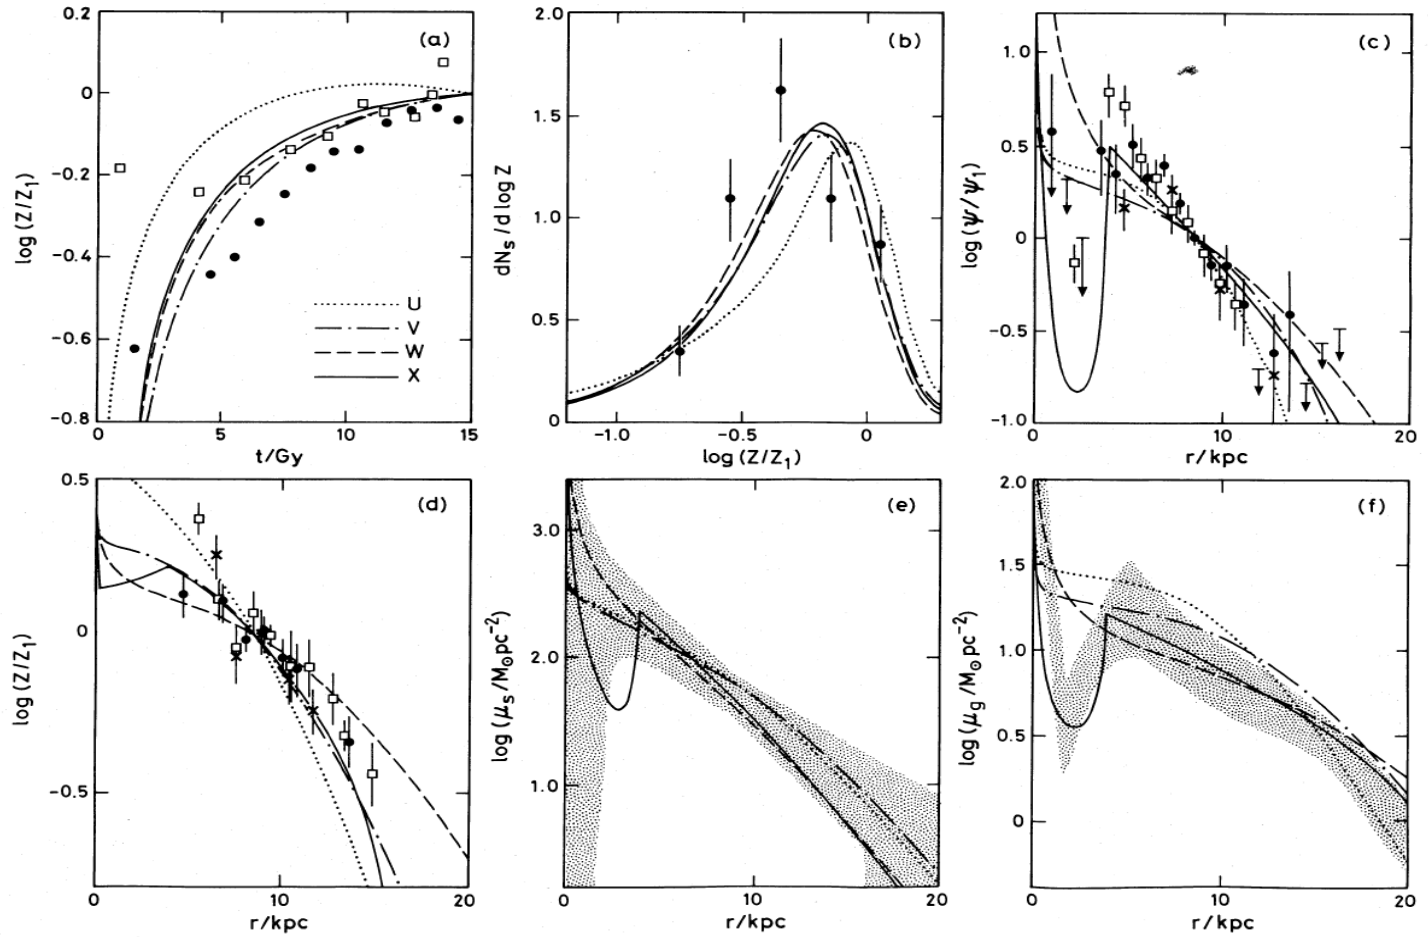 (a)
log (Z/Z₁)
0.2
0
−0.2
−0.4
−0.6
−0.8
U
V
W
X
0 5 10 15
t/Gy
(b)
dNₛ/d log Z
2.0
1.5
1.0
0.5
0
−1.0 −0.5 0
log (Z/Z₁)
(c)
log (ψ/ψ₁)
1.0
0.5
0
−0.5
−1.0
0 10 20
r/kpc
(d)
log (Z/Z₁)
0.5
0
−0.5
0 10 20
r/kpc
(e)
log (μₛ/M⊙pc⁻²)
3.0
2.0
1.0
0 10 20
r/kpc
(f)
log (μg/M⊙pc⁻²)
2.0
1.5
1.0
0.5
0
0 10 20
r/kpc